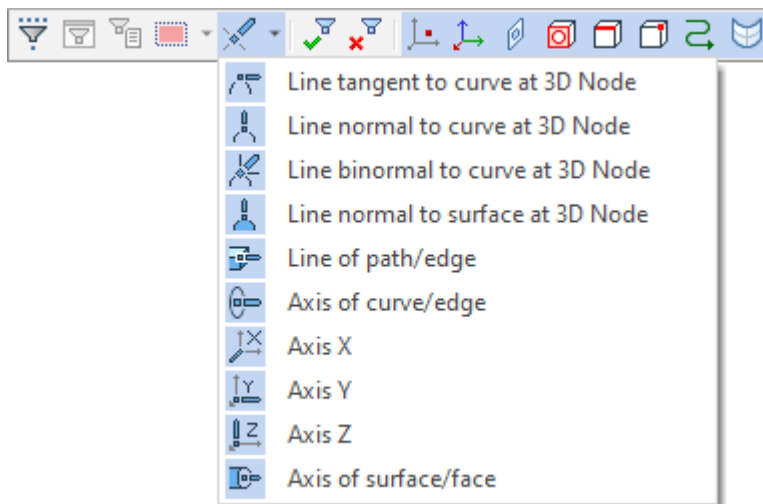 Line tangent to curve at 3D Node
Line normal to curve at 3D Node
Line binormal to curve at 3D Node
Line normal to surface at 3D Node
Line of path/edge
Axis of curve/edge
X
Axis X
Y
Axis Y
Z
Axis Z
Axis of surface/face